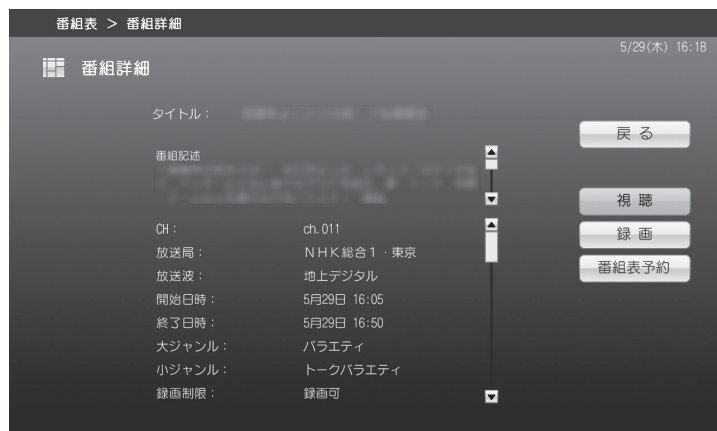 番組表 ＞ 番組詳細
5/29(木) 16:18
番組詳細
タイトル：
戻る
番組記述
視聴
CH： ch.011
録画
放送局： ＮＨＫ総合１・東京
番組表予約
放送波： 地上デジタル
開始日時： 5月29日 16:05
終了日時： 5月29日 16:50
大ジャンル： バラエティ
小ジャンル： トークバラエティ
録画制限： 録画可